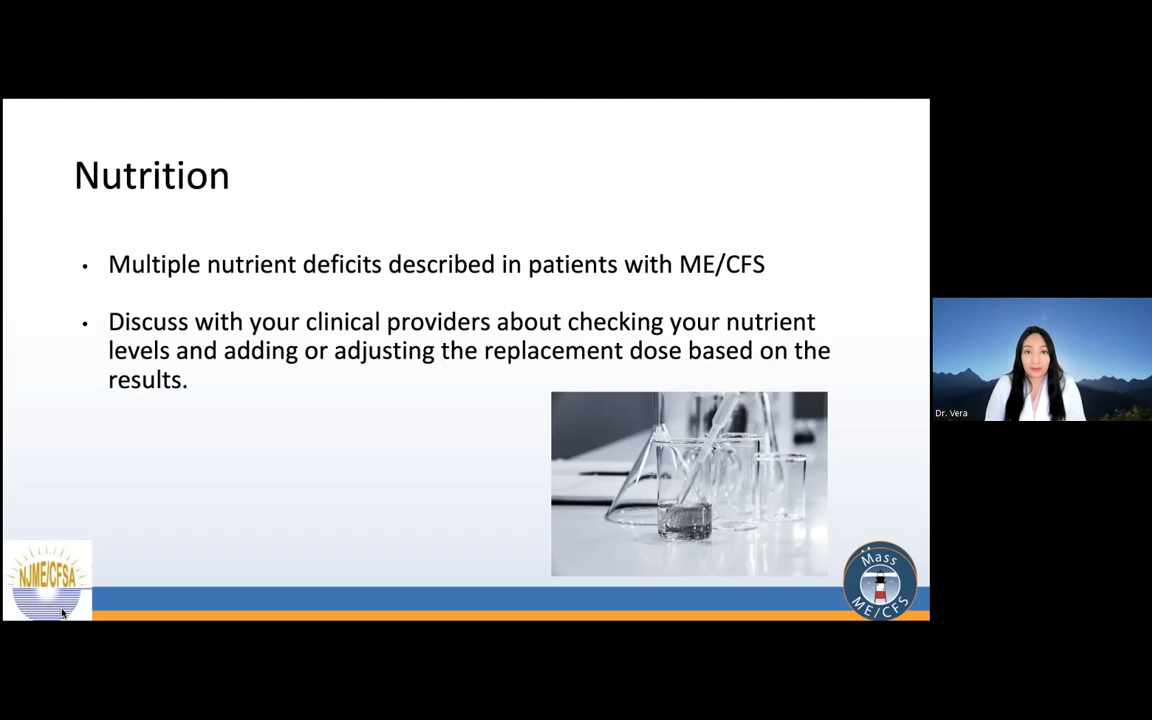 Nutrition
• Multiple nutrient deficits described in patients with ME/CFS
• Discuss with your clinical providers about checking your nutrient
levels and adding or adjusting the replacement dose based on the
results.
Dr. Vera
NJME/CFSA
Mass
ME/CFS